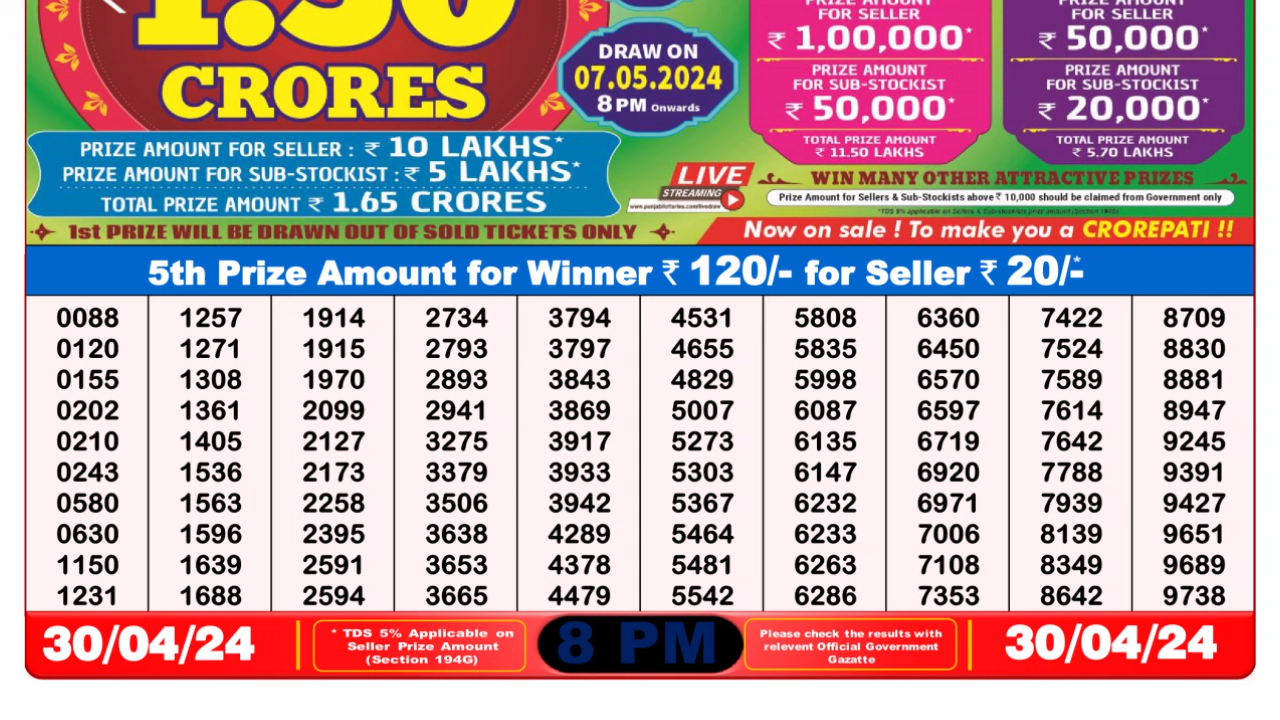 CRORES
DRAW ON
07.05.2024
8 PM Onwards
FOR SELLER
₹ 1,00,000*
PRIZE AMOUNT
FOR SUB-STOCKIST
₹ 50,000*
TOTAL PRIZE AMOUNT
₹ 11.50 LAKHS
FOR SELLER
₹ 50,000*
PRIZE AMOUNT
FOR SUB-STOCKIST
₹ 20,000*
TOTAL PRIZE AMOUNT
₹ 5.70 LAKHS
PRIZE AMOUNT FOR SELLER : ₹ 10 LAKHS*
PRIZE AMOUNT FOR SUB-STOCKIST : ₹ 5 LAKHS*
TOTAL PRIZE AMOUNT ₹ 1.65 CRORES
LIVE
STREAMING
WIN MANY OTHER ATTRACTIVE PRIZES
Prize Amount for Sellers & Sub-Stockists above ₹ 10,000 should be claimed from Government only
1st PRIZE WILL BE DRAWN OUT OF SOLD TICKETS ONLY
Now on sale ! To make you a CROREPATI !!
5th Prize Amount for Winner ₹ 120/- for Seller ₹ 20/-*
0088 1257 1914 2734 3794 4531 5808 6360 7422 8709
0120 1271 1915 2793 3797 4655 5835 6450 7524 8830
0155 1308 1970 2893 3843 4829 5998 6570 7589 8881
0202 1361 2099 2941 3869 5007 6087 6597 7614 8947
0210 1405 2127 3275 3917 5273 6135 6719 7642 9245
0243 1536 2173 3379 3933 5303 6147 6920 7788 9391
0580 1563 2258 3506 3942 5367 6232 6971 7939 9427
0630 1596 2395 3638 4289 5464 6233 7006 8139 9651
1150 1639 2591 3653 4378 5481 6263 7108 8349 9689
1231 1688 2594 3665 4479 5542 6286 7353 8642 9738
30/04/24
* TDS 5% Applicable on
Seller Prize Amount
(Section 194G)
8 PM
Please check the results with
relevent Official Government
Gazatte
30/04/24